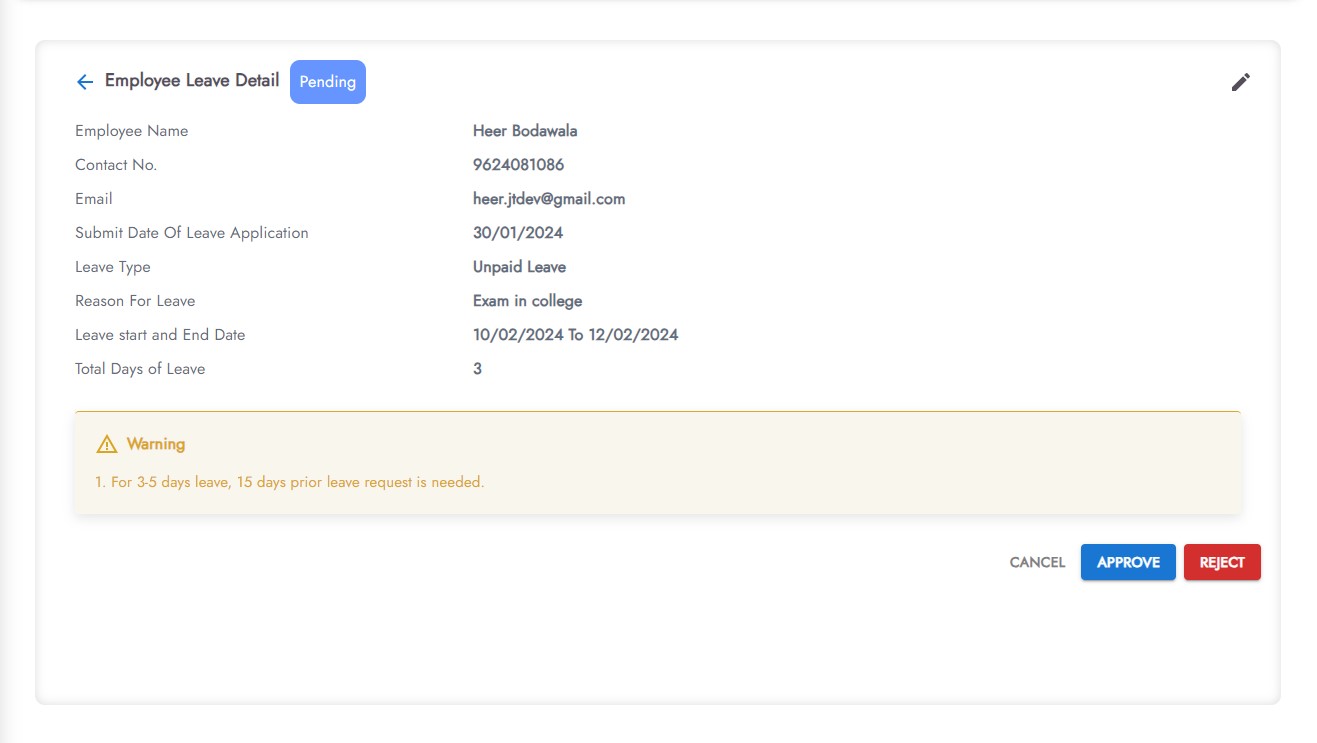 Employee Leave Detail Pending
Employee Name Heer Bodawala
Contact No. 9624081086
Email heer.jtdev@gmail.com
Submit Date Of Leave Application 30/01/2024
Leave Type Unpaid Leave
Reason For Leave Exam in college
Leave start and End Date 10/02/2024 To 12/02/2024
Total Days of Leave 3
Warning
1. For 3-5 days leave, 15 days prior leave request is needed.
CANCEL APPROVE REJECT